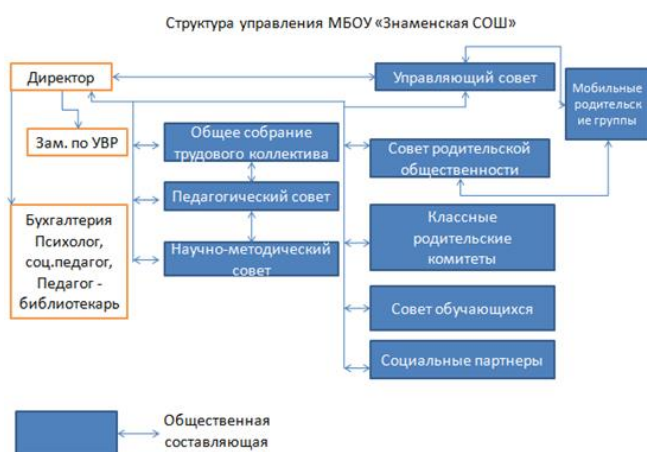 Структура управления МБОУ «Знаменская СОШ»
Директор
Управляющий совет
Мобильные
родительск
ие группы
Зам. по УВР
Общее собрание
трудового коллектива
Совет родительской
общественности
Педагогический совет
Бухгалтерия
Психолог,
соц.педагог,
Педагог -
библиотекарь
Классные
родительские
комитеты
Научно-методический
совет
Совет обучающихся
Социальные партнеры
Общественная
составляющая